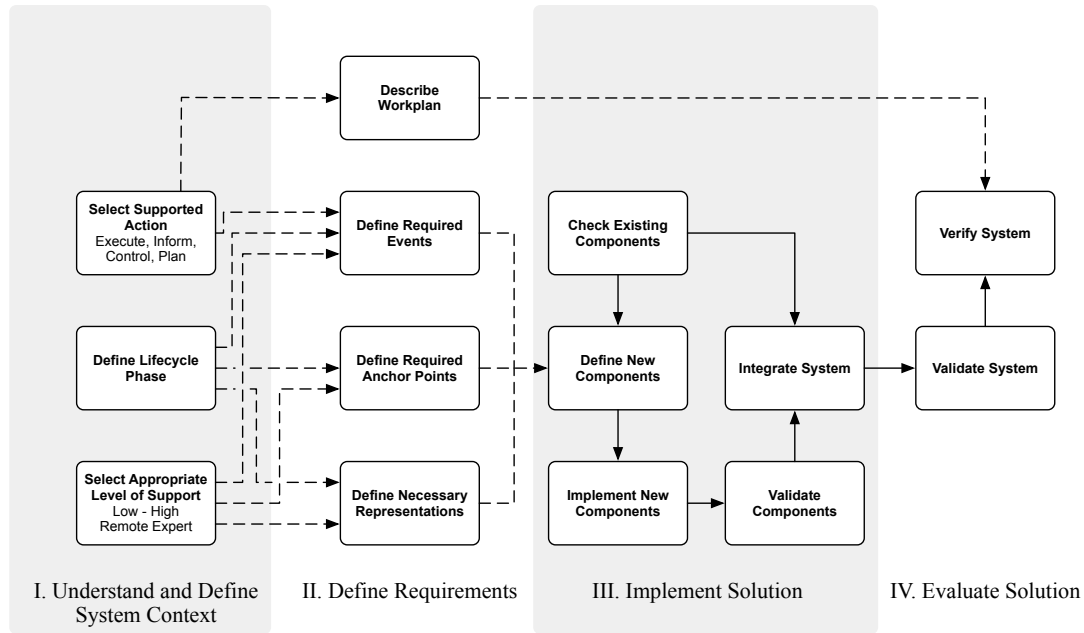 Describe
Workplan
Select Supported
Action
Execute, Inform,
Control, Plan
Define Required
Events
Check Existing
Components
Verify System
Define Lifecycle
Phase
Define Required
Anchor Points
Define New
Components
Integrate System
Validate System
Select Appropriate
Level of Support
Low - High
Remote Expert
Define Necessary
Representations
Implement New
Components
Validate
Components
I. Understand and Define
System Context
II. Define Requirements
III. Implement Solution
IV. Evaluate Solution